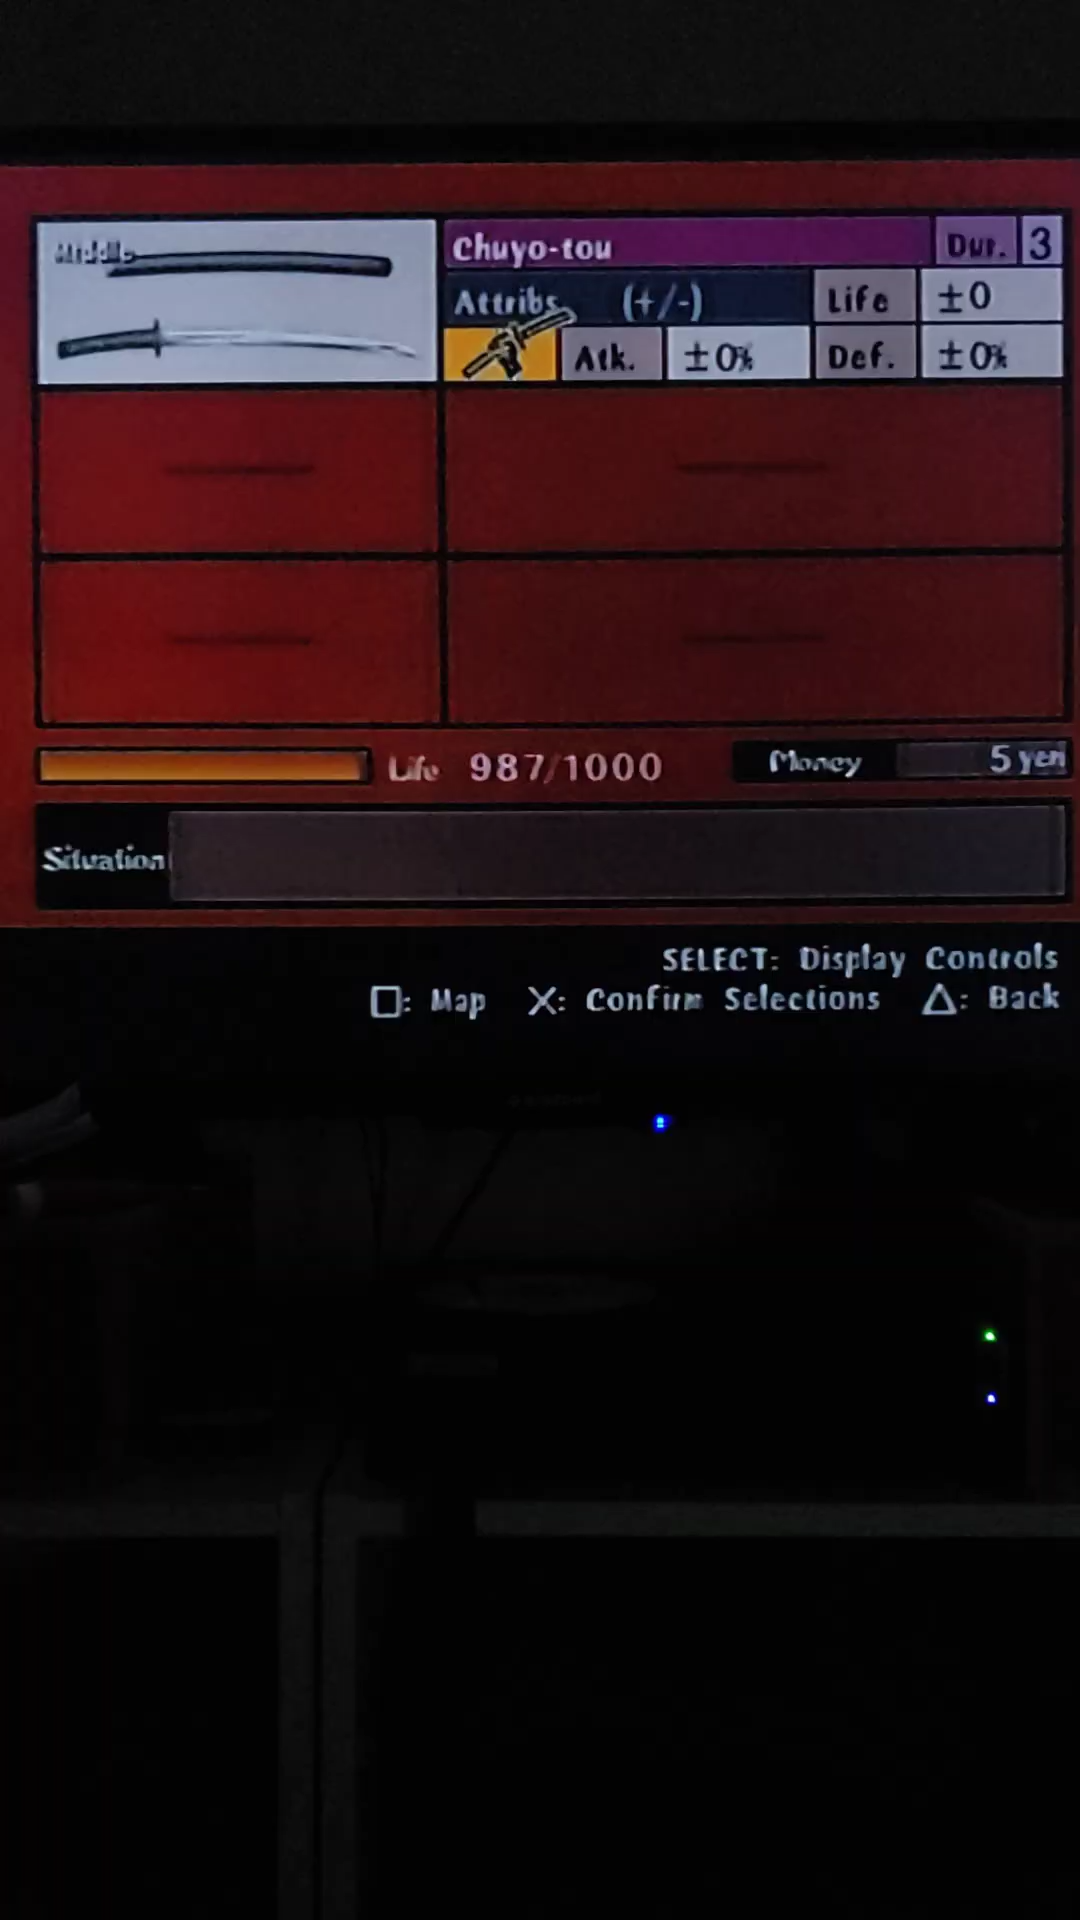 Middle
Chuyo-tou Dur. 3
Attribs (+/-) Life ±0
Atk. ±0% Def. ±0%
Life 987/1000 Money 5 yen
Situation
SELECT: Display Controls
□: Map X: Confirm Selections △: Back